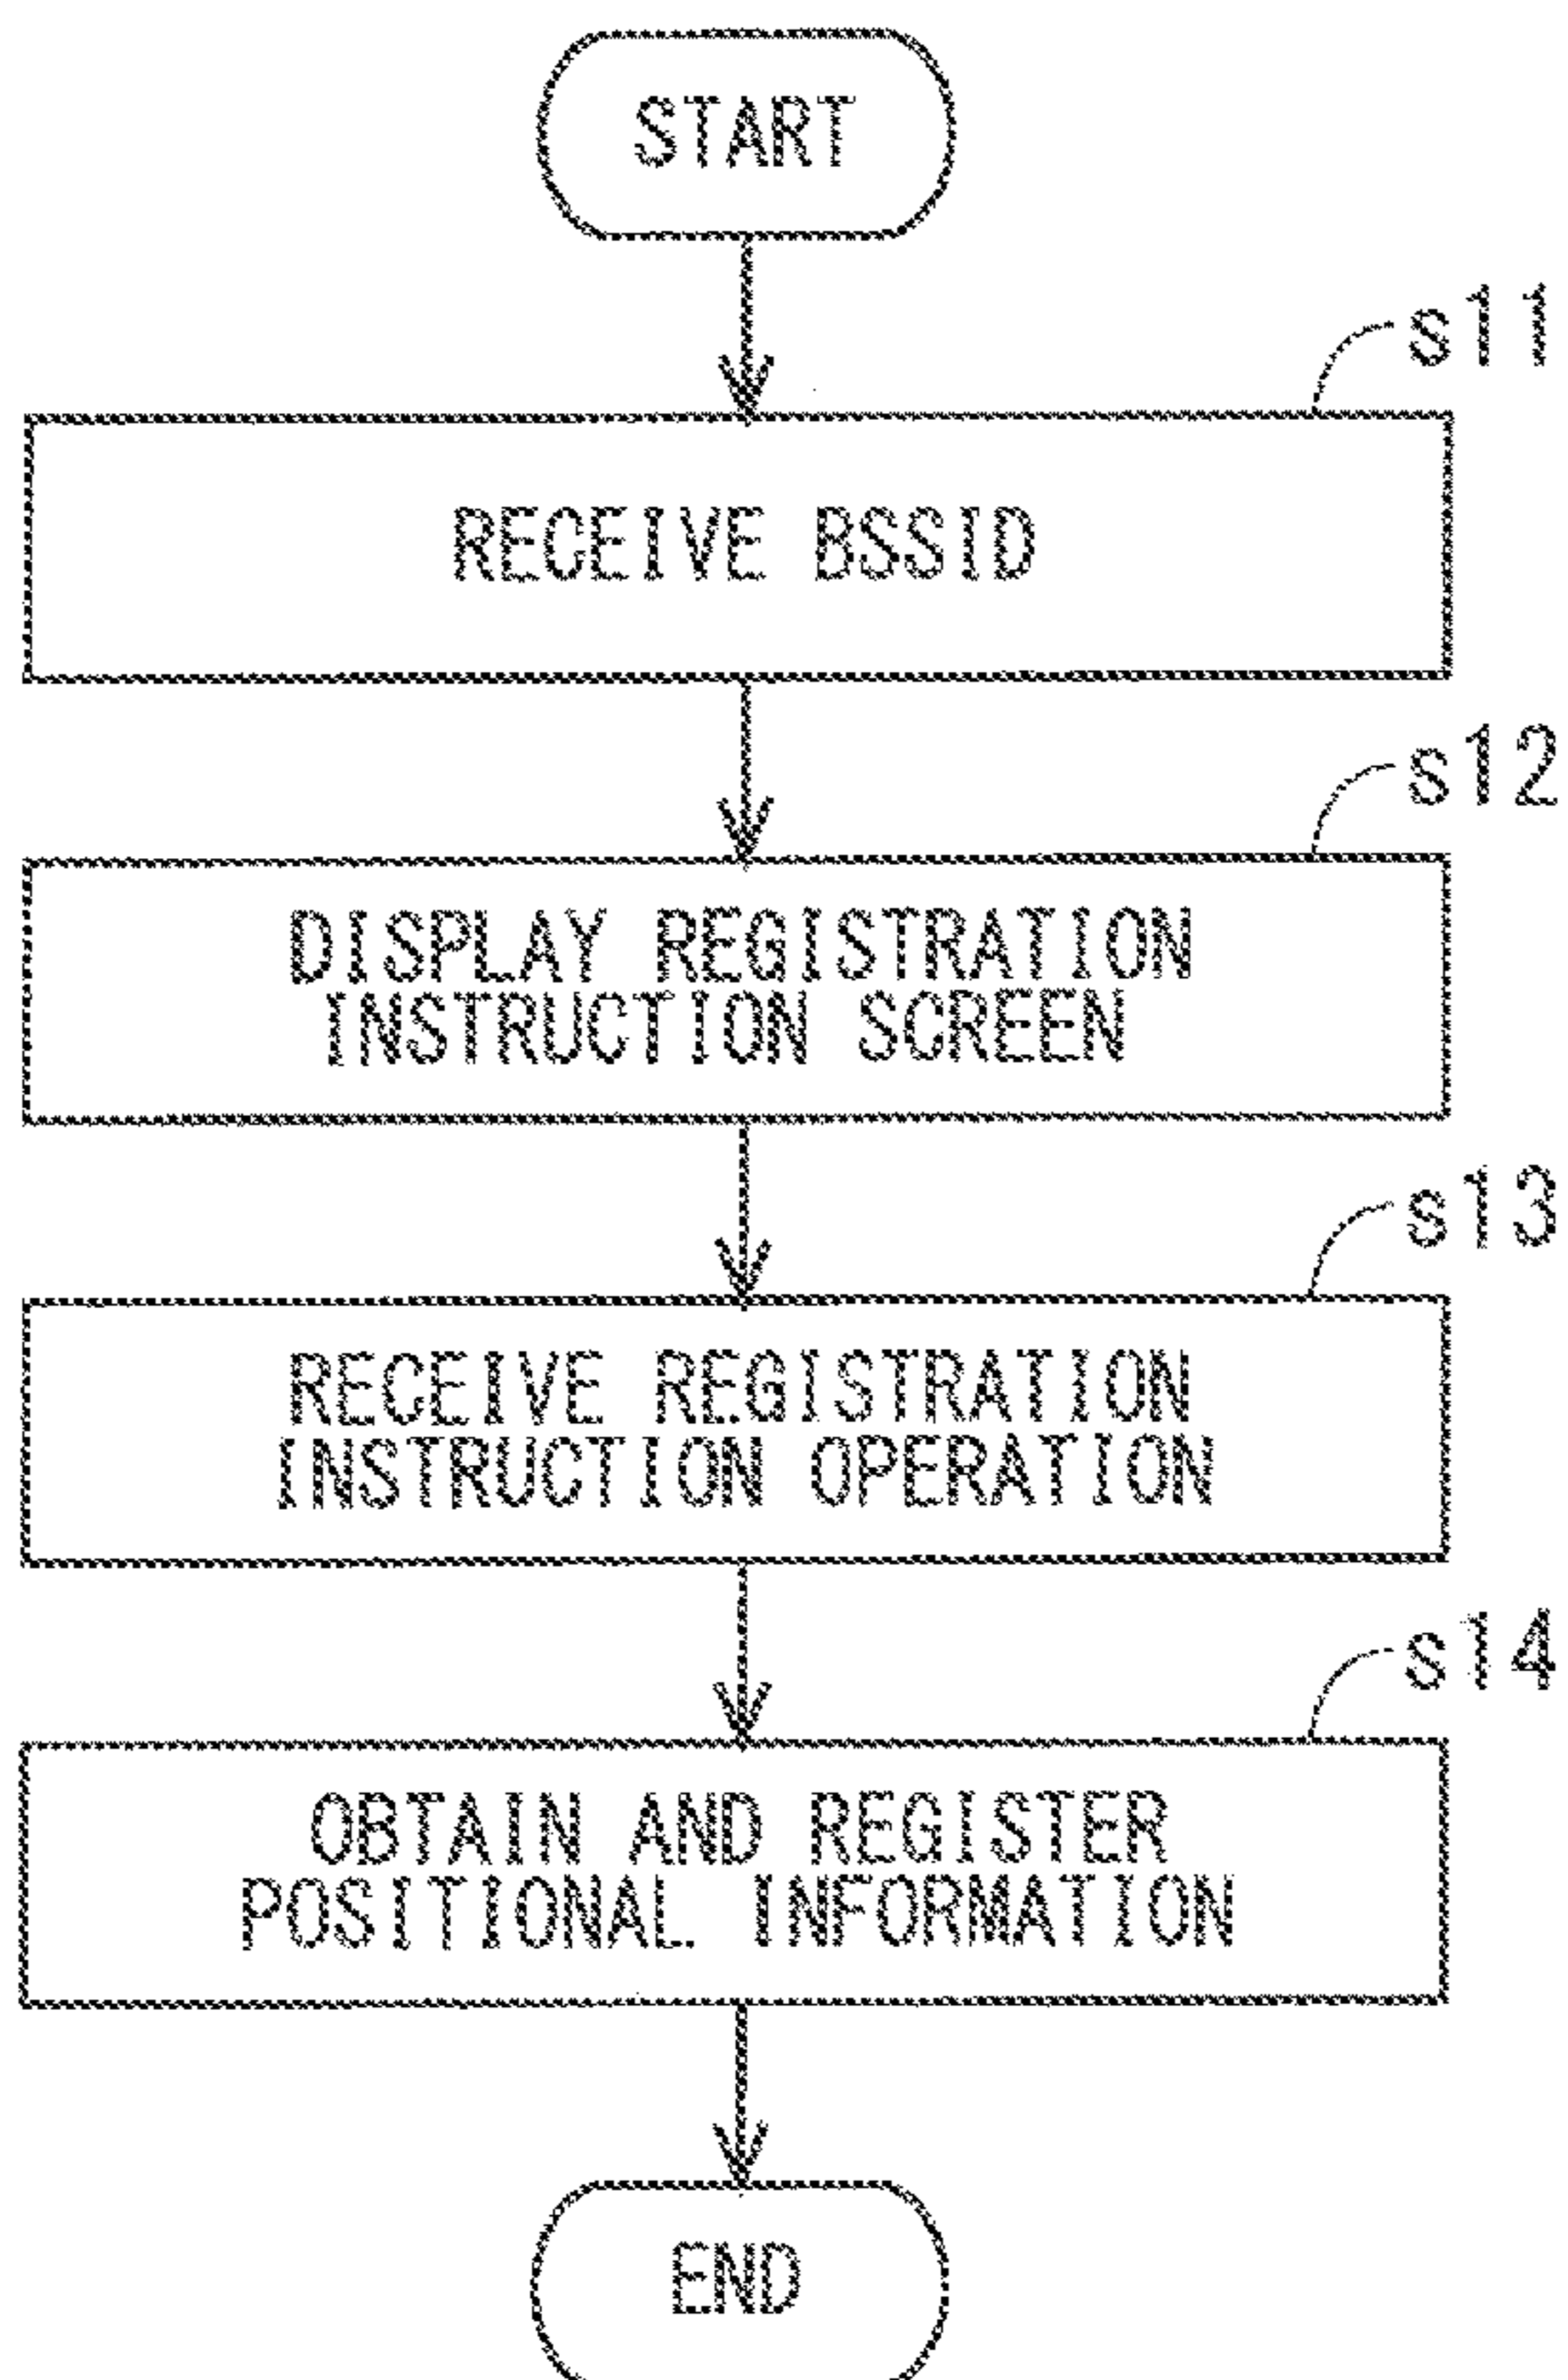 START
s11
RECEIVE BSSID
s12
DISPLAY REGISTRATION
INSTRUCTION SCREEN
s13
RECEIVE REGISTRATION
INSTRUCTION OPERATION
s14
OBTAIN AND REGISTER
POSITIONAL INFORMATION
END